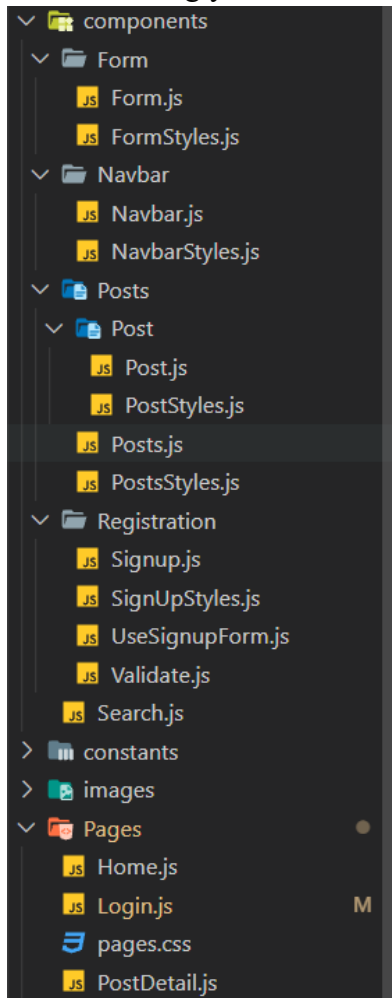 components
Form
JS Form.js
JS FormStyles.js
Navbar
JS Navbar.js
JS NavbarStyles.js
Posts
Post
JS Post.js
JS PostStyles.js
JS Posts.js
JS PostsStyles.js
Registration
JS Signup.js
JS SignUpStyles.js
JS UseSignupForm.js
JS Validate.js
JS Search.js
constants
images
Pages
JS Home.js
JS Login.js M
pages.css
JS PostDetail.js